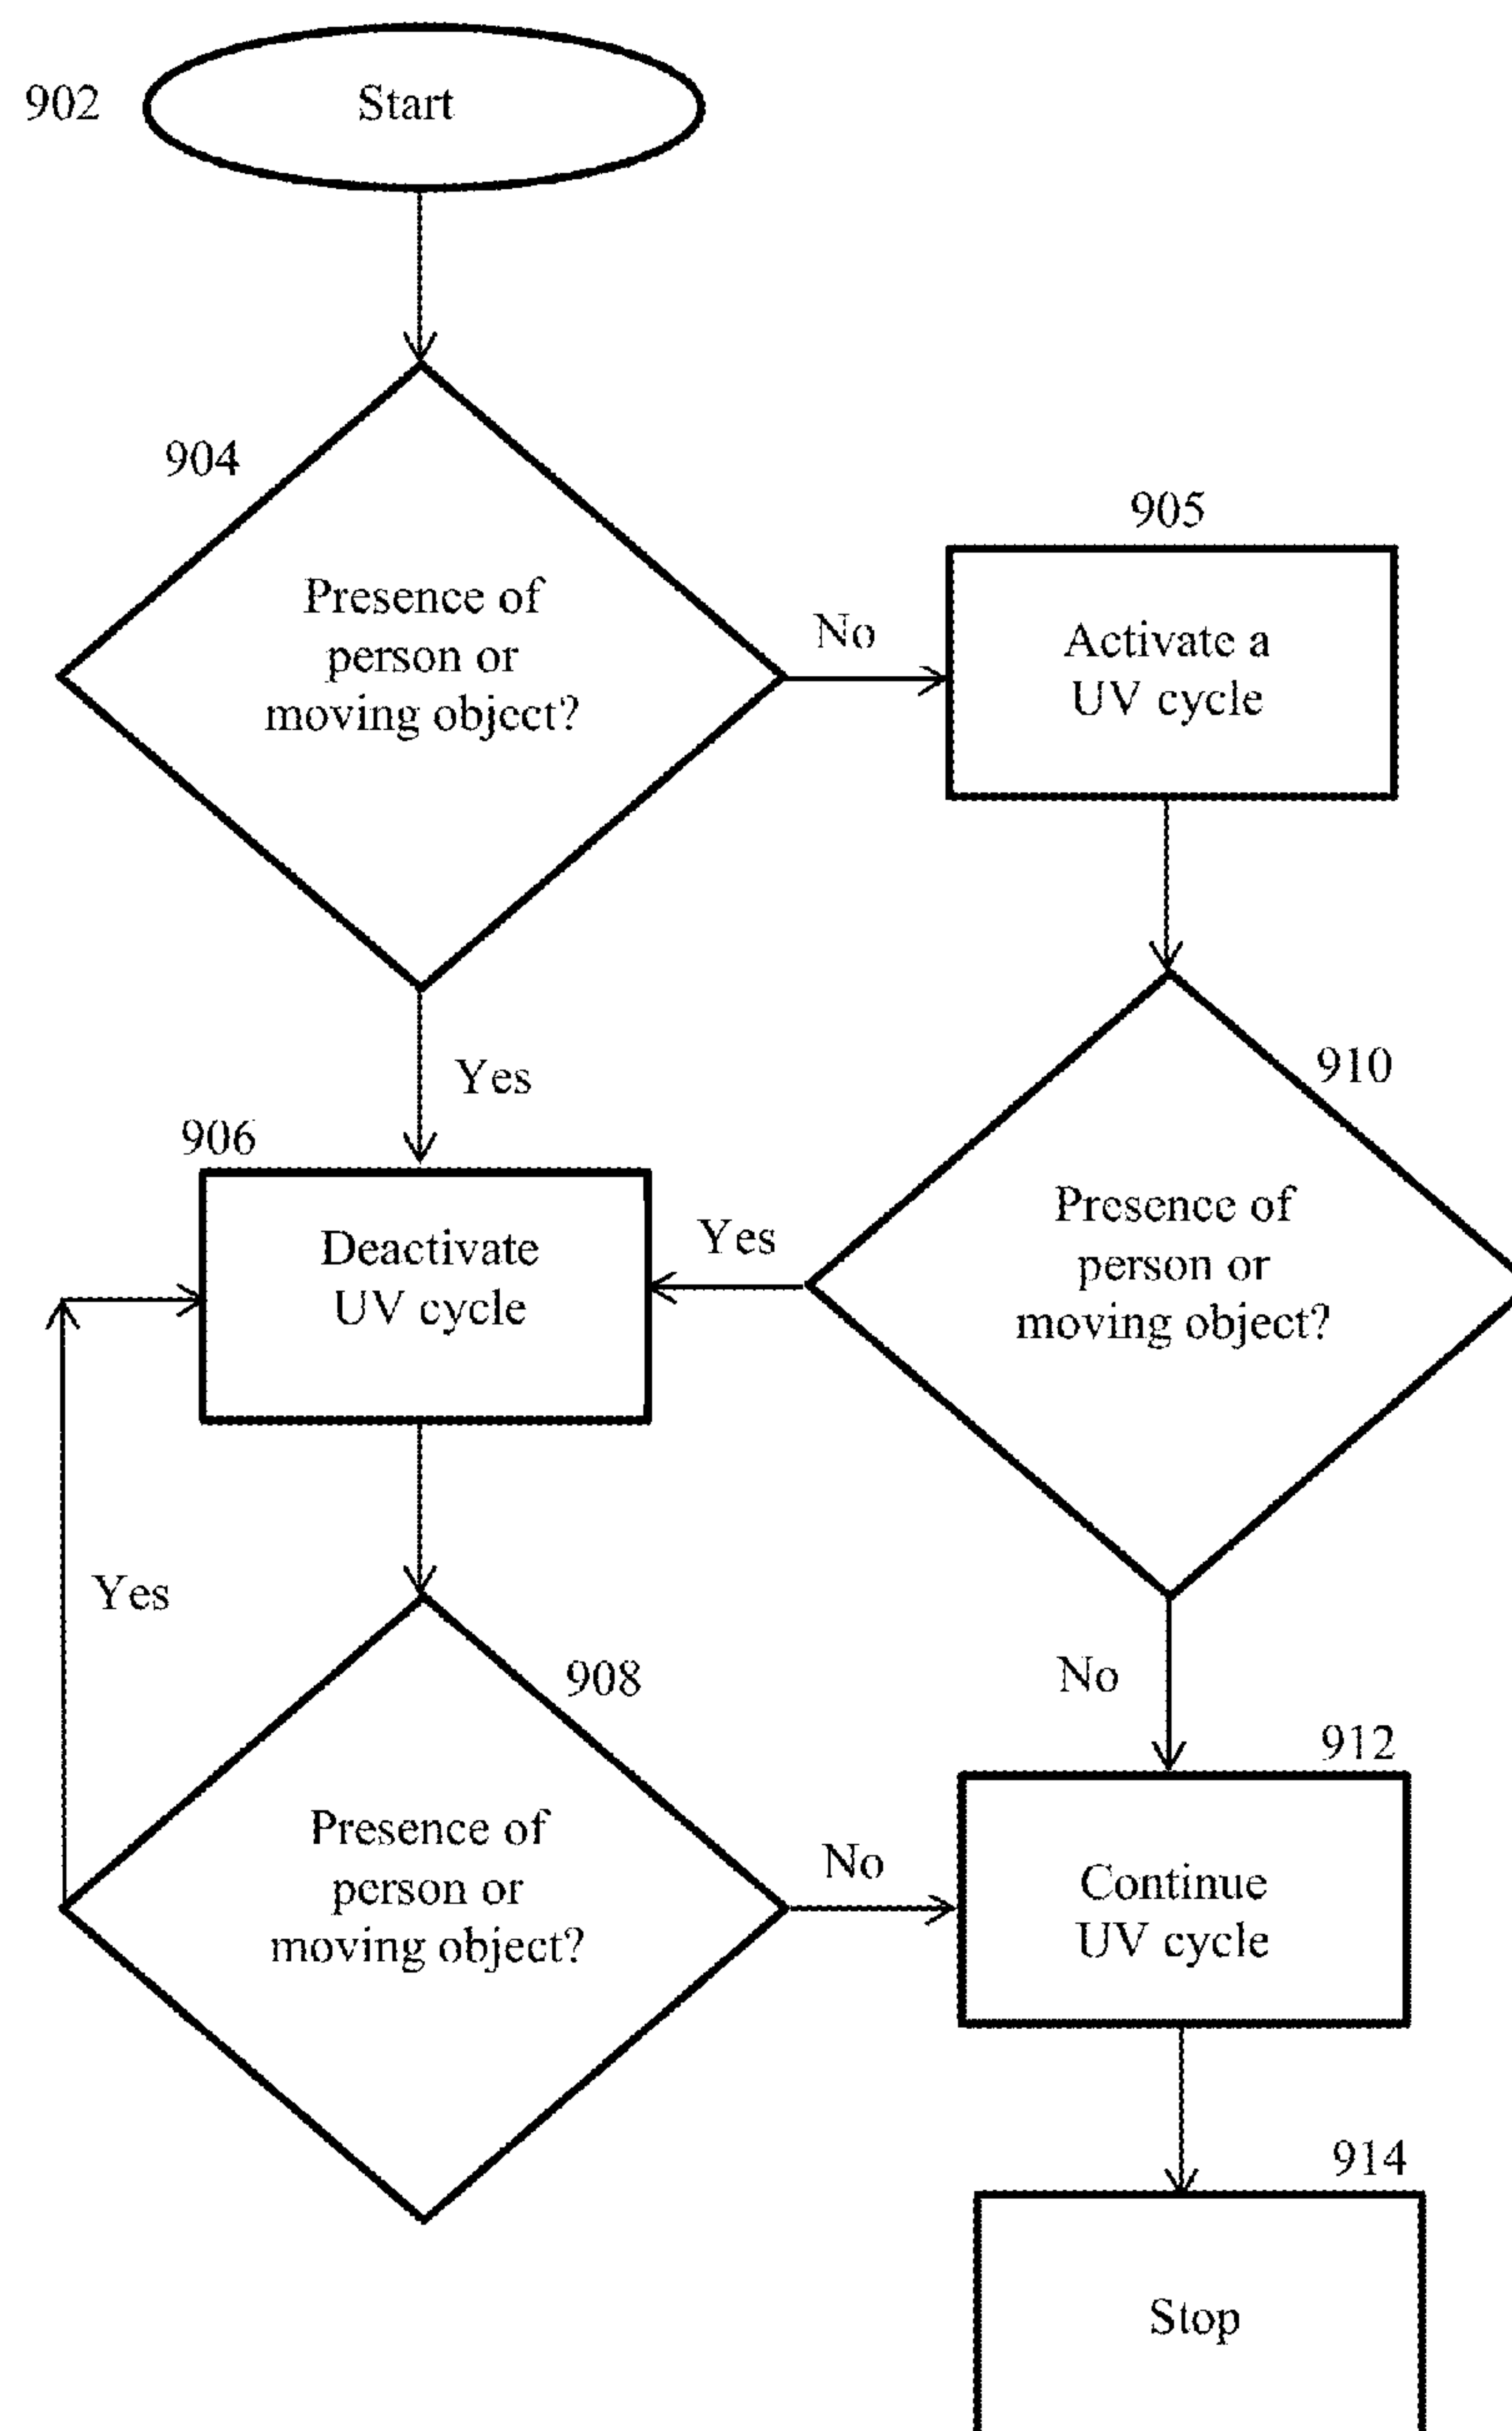 902
Start
904
Presence of
person or
moving object?
No
905
Activate a
UV cycle
Yes
906
Deactivate
UV cycle
Yes
910
Presence of
person or
moving object?
Yes
908
Presence of
person or
moving object?
No
No
912
Continue
UV cycle
914
Stop